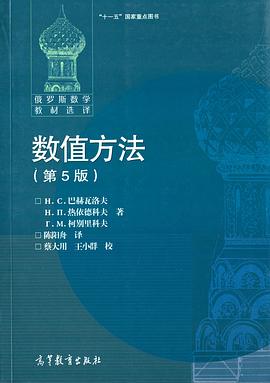 "十一五"国家重点图书
俄罗斯数学
教材选译
数值方法
（第5版）
□ Н. С. 巴赫瓦洛夫
□ Н. П. 热依德科夫 著
□ Г. М. 柯别里科夫
□ 陈阳舟 译
□ 蔡大用 王小群 校
高等教育出版社